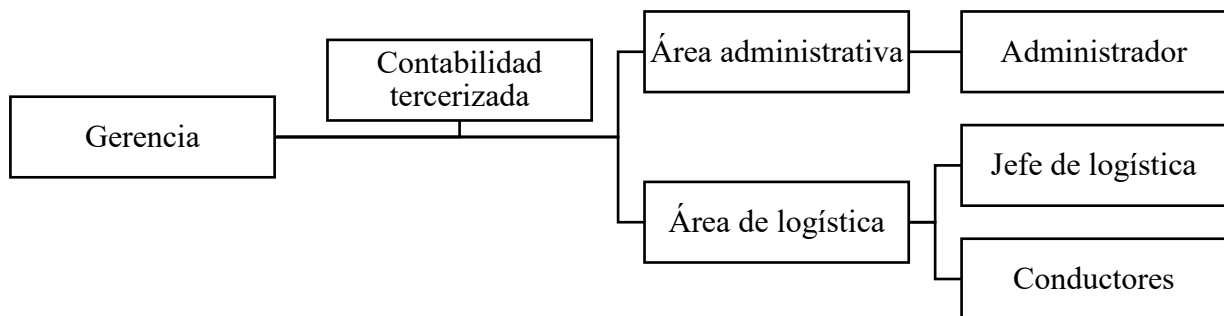 Gerencia
Contabilidad
tercerizada
Área administrativa
Administrador
Área de logística
Jefe de logística
Conductores